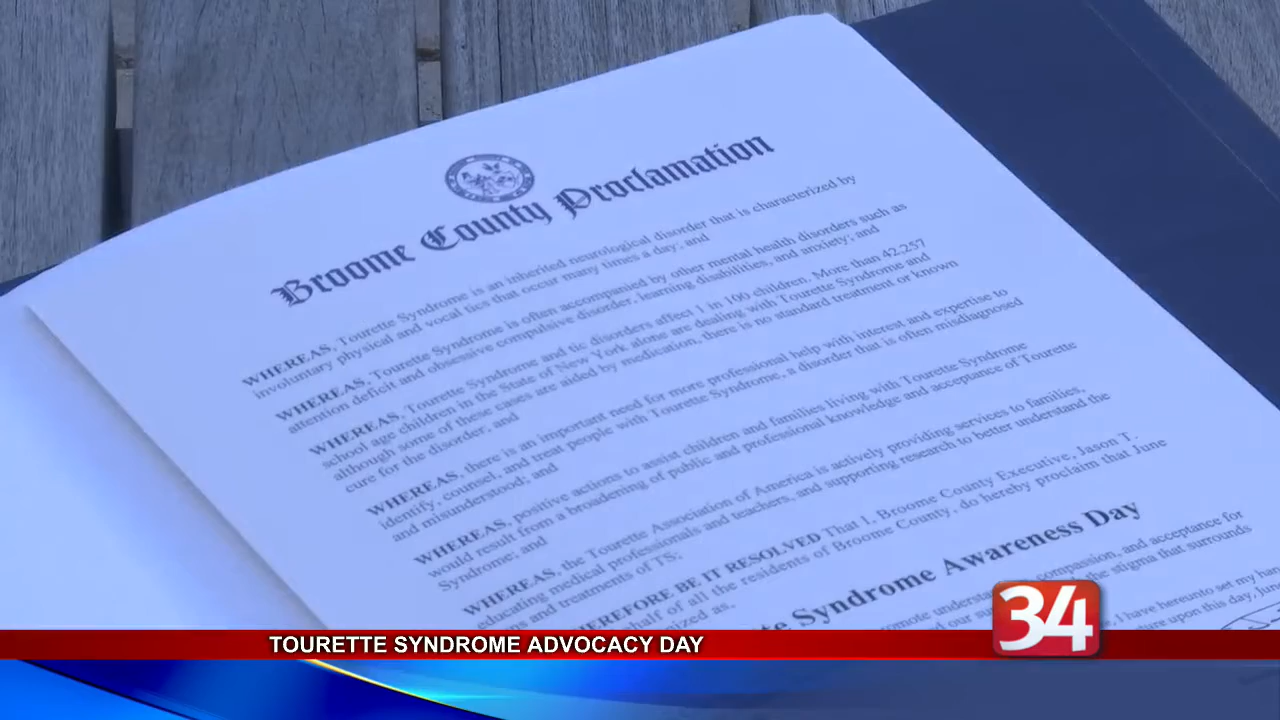 Broome County Proclamation
WHEREAS, Tourette Syndrome is an inherited neurological disorder that is characterized by
involuntary physical and vocal tics that occur many times a day; and
WHEREAS, Tourette Syndrome is often accompanied by other mental health disorders such as
attention deficit and obsessive compulsive disorder, learning disabilities, and anxiety; and
WHEREAS, Tourette Syndrome and tic disorders affect 1 in 100 children. More than 42,257
school age children in the State of New York alone are dealing with Tourette Syndrome and
although some of these cases are aided by medication, there is no standard treatment or known
cure for the disorder; and
WHEREAS, there is an important need for more professional help with interest and expertise to
identify, counsel, and treat people with Tourette Syndrome, a disorder that is often misdiagnosed
and misunderstood; and
WHEREAS, positive actions to assist children and families living with Tourette Syndrome
would result from a broadening of public and professional knowledge and acceptance of Tourette
Syndrome; and
WHEREAS, the Tourette Association of America is actively providing services to families,
educating medical professionals and teachers, and supporting research to better understand the
and treatments of TS;
BE IT RESOLVED That I, Broome County Executive, Jason T.
of all the residents of Broome County, do hereby proclaim that June
as,
Syndrome Awareness Day
compassion, and acceptance for
the stigma that surrounds
I have hereunto set my
upon this day,
34
TOURETTE SYNDROME ADVOCACY DAY